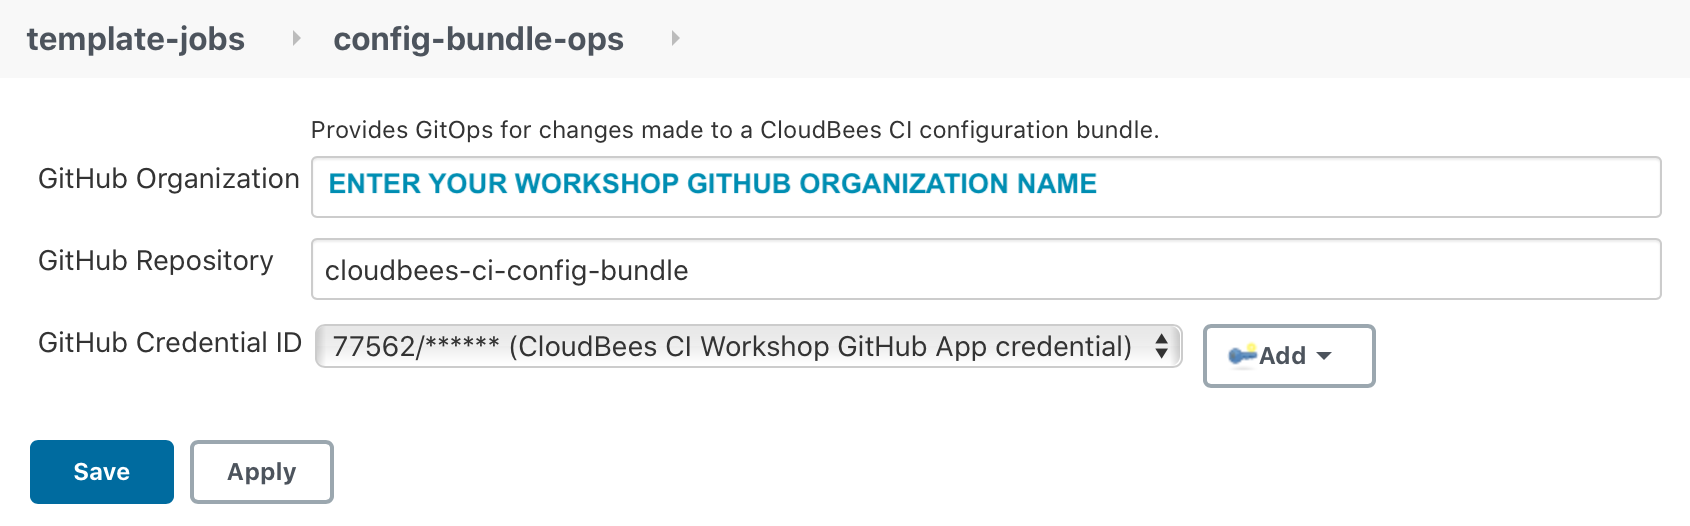 template-jobs config-bundle-ops
Provides GitOps for changes made to a CloudBees CI configuration bundle.
GitHub Organization ENTER YOUR WORKSHOP GITHUB ORGANIZATION NAME
GitHub Repository cloudbees-ci-config-bundle
GitHub Credential ID 77562/****** (CloudBees CI Workshop GitHub App credential) Add
Save Apply